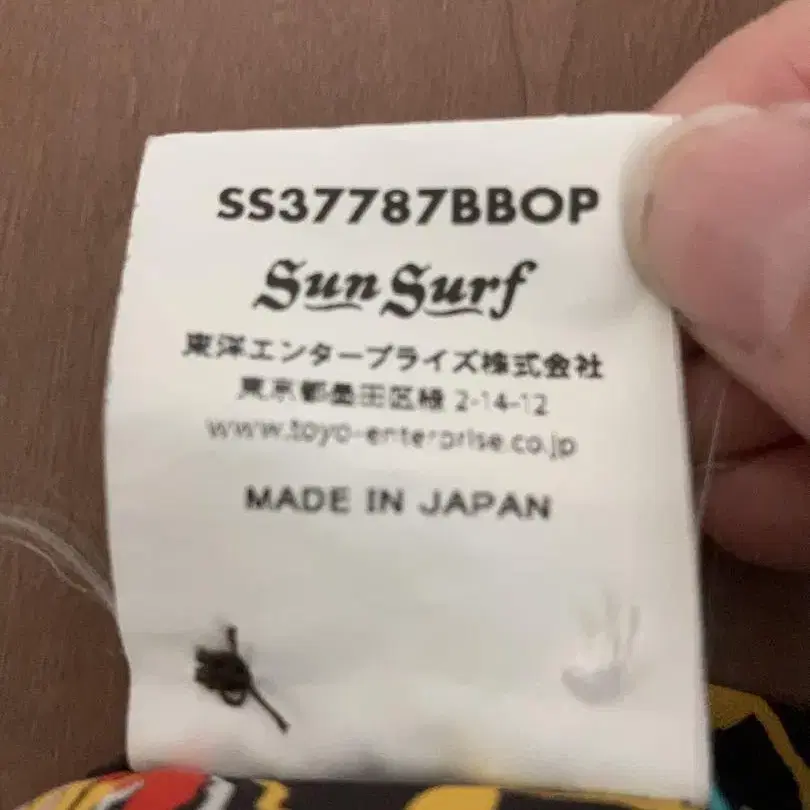 SS37787BBOP
Sun Surf
東洋エンタープライズ株式会社
東京都墨田区緑 2-14-12
www.toyo-enterprise.co.jp
MADE IN JAPAN